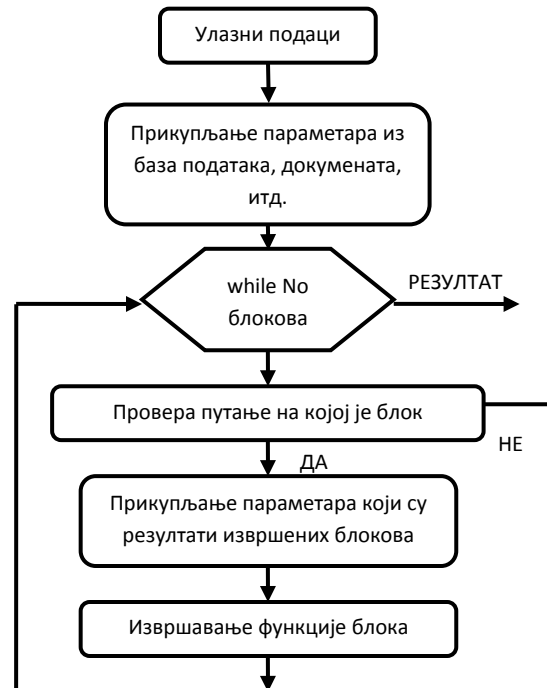 Улазни подаци
Прикупљање параметара из
база података, докумената,
итд.
while No
блокова
РЕЗУЛТАТ
Провера путање на којој је блок
НЕ
ДА
Прикупљање параметара који су
резултати извршених блокова
Извршавање функције блока